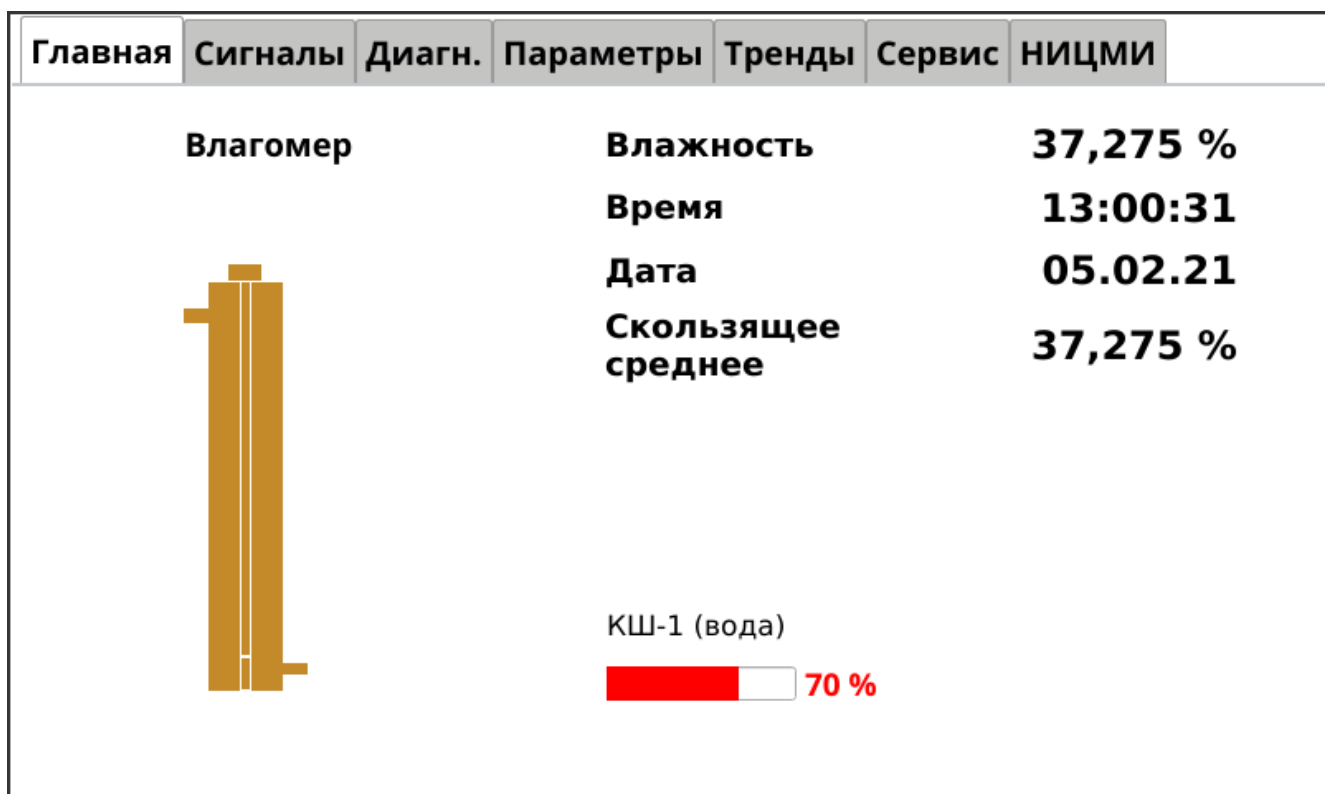 Главная Сигналы Диагн. Параметры Тренды Сервис НИЦМИ
Влагомер
Влажность 37,275 %
Время 13:00:31
Дата 05.02.21
Скользящее
среднее 37,275 %
КШ-1 (вода)
70 %